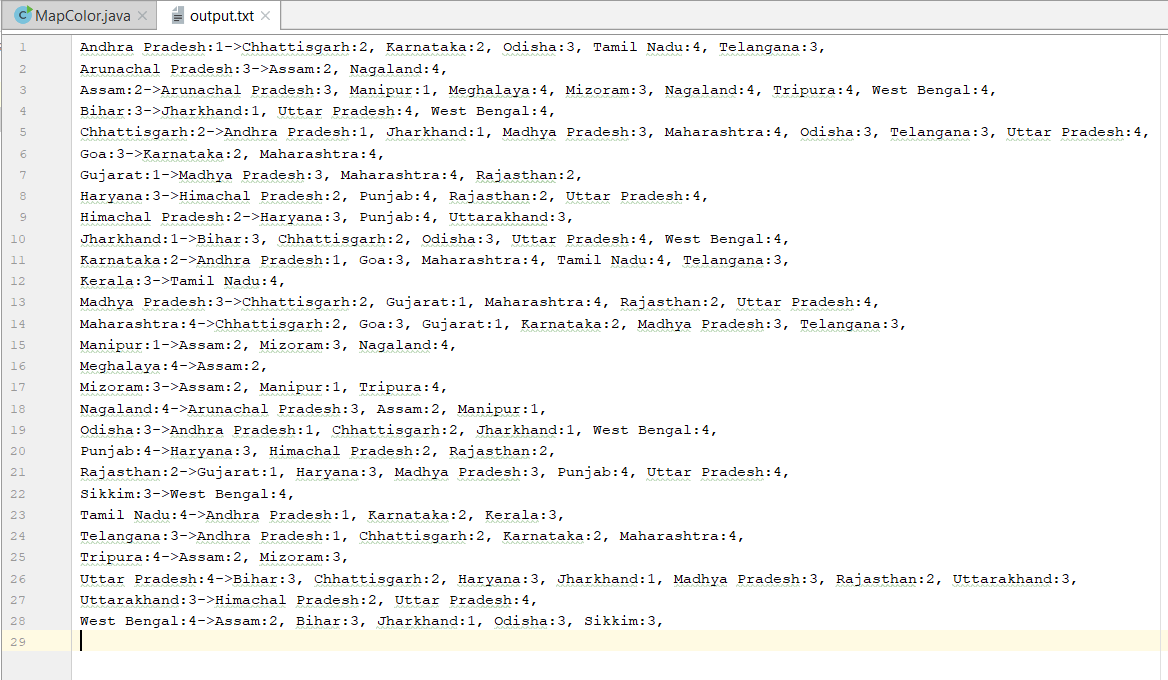 MapColor.java output.txt
1 Andhra Pradesh:1->Chhattisgarh:2, Karnataka:2, Odisha:3, Tamil Nadu:4, Telangana:3,
2 Arunachal Pradesh:3->Assam:2, Nagaland:4,
3 Assam:2->Arunachal Pradesh:3, Manipur:1, Meghalaya:4, Mizoram:3, Nagaland:4, Tripura:4, West Bengal:4,
4 Bihar:3->Jharkhand:1, Uttar Pradesh:4, West Bengal:4,
5 Chhattisgarh:2->Andhra Pradesh:1, Jharkhand:1, Madhya Pradesh:3, Maharashtra:4, Odisha:3, Telangana:3, Uttar Pradesh:4,
6 Goa:3->Karnataka:2, Maharashtra:4,
7 Gujarat:1->Madhya Pradesh:3, Maharashtra:4, Rajasthan:2,
8 Haryana:3->Himachal Pradesh:2, Punjab:4, Rajasthan:2, Uttar Pradesh:4,
9 Himachal Pradesh:2->Haryana:3, Punjab:4, Uttarakhand:3,
10 Jharkhand:1->Bihar:3, Chhattisgarh:2, Odisha:3, Uttar Pradesh:4, West Bengal:4,
11 Karnataka:2->Andhra Pradesh:1, Goa:3, Maharashtra:4, Tamil Nadu:4, Telangana:3,
12 Kerala:3->Tamil Nadu:4,
13 Madhya Pradesh:3->Chhattisgarh:2, Gujarat:1, Maharashtra:4, Rajasthan:2, Uttar Pradesh:4,
14 Maharashtra:4->Chhattisgarh:2, Goa:3, Gujarat:1, Karnataka:2, Madhya Pradesh:3, Telangana:3,
15 Manipur:1->Assam:2, Mizoram:3, Nagaland:4,
16 Meghalaya:4->Assam:2,
17 Mizoram:3->Assam:2, Manipur:1, Tripura:4,
18 Nagaland:4->Arunachal Pradesh:3, Assam:2, Manipur:1,
19 Odisha:3->Andhra Pradesh:1, Chhattisgarh:2, Jharkhand:1, West Bengal:4,
20 Punjab:4->Haryana:3, Himachal Pradesh:2, Rajasthan:2,
21 Rajasthan:2->Gujarat:1, Haryana:3, Madhya Pradesh:3, Punjab:4, Uttar Pradesh:4,
22 Sikkim:3->West Bengal:4,
23 Tamil Nadu:4->Andhra Pradesh:1, Karnataka:2, Kerala:3,
24 Telangana:3->Andhra Pradesh:1, Chhattisgarh:2, Karnataka:2, Maharashtra:4,
25 Tripura:4->Assam:2, Mizoram:3,
26 Uttar Pradesh:4->Bihar:3, Chhattisgarh:2, Haryana:3, Jharkhand:1, Madhya Pradesh:3, Rajasthan:2, Uttarakhand:3,
27 Uttarakhand:3->Himachal Pradesh:2, Uttar Pradesh:4,
28 West Bengal:4->Assam:2, Bihar:3, Jharkhand:1, Odisha:3, Sikkim:3,
29